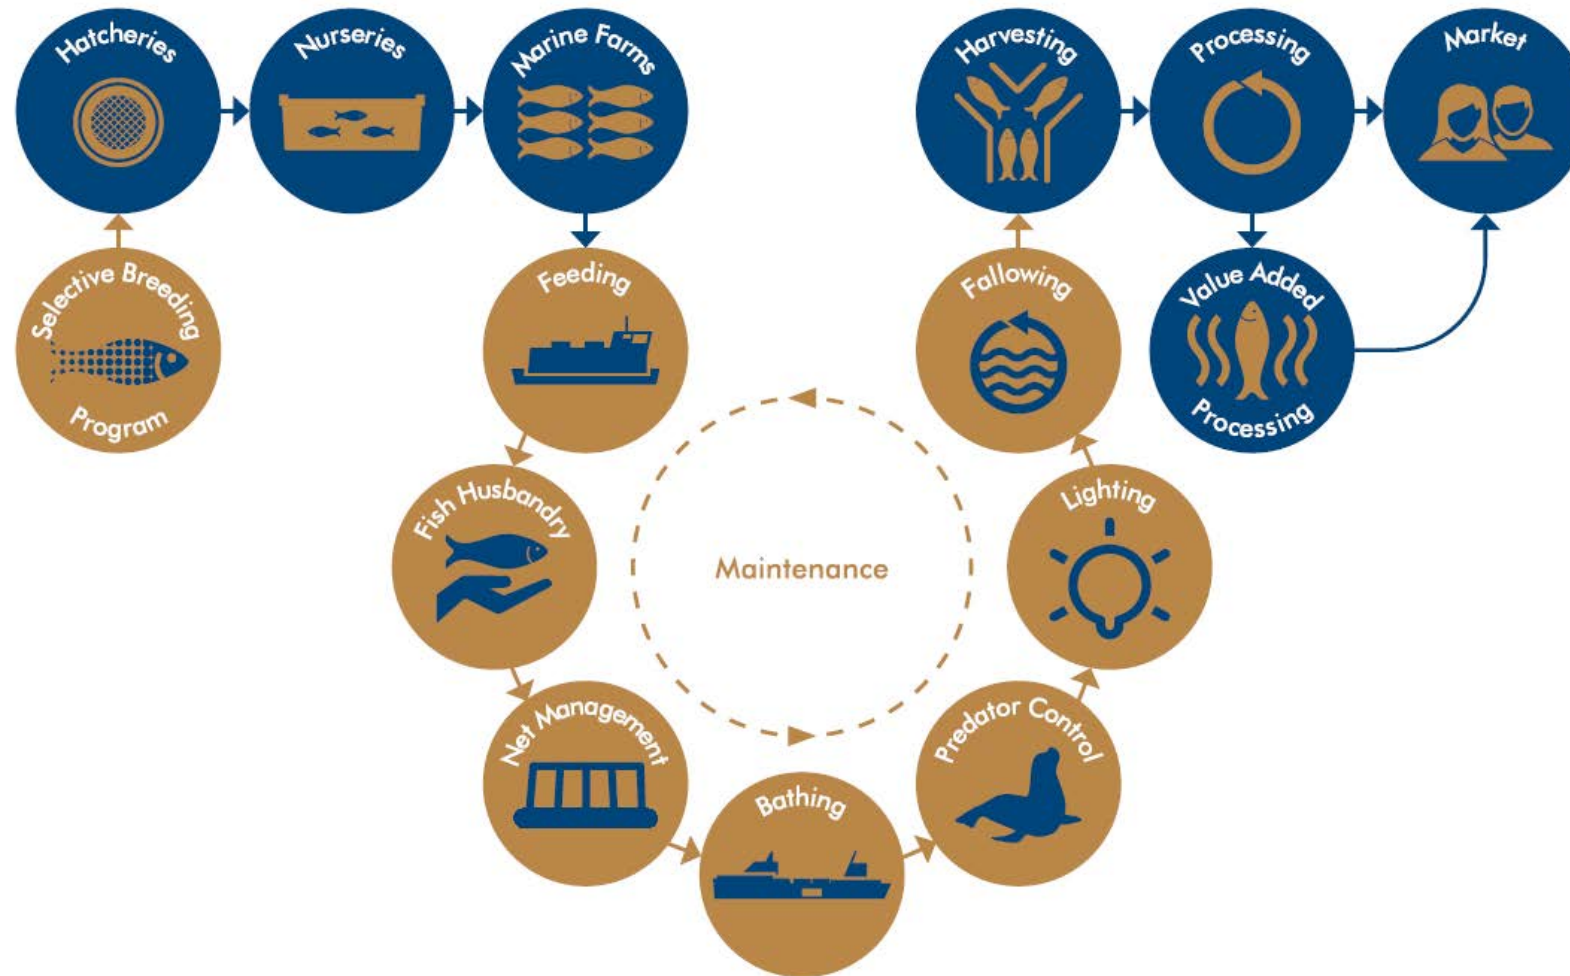 Hatcheries
Nurseries
Marine Farms
Harvesting
Processing
Market
Selective Breeding
Program
Feeding
Fallowing
Value Added
Processing
Fish Husbandry
Maintenance
Lighting
Net Management
Bathing
Predator Control